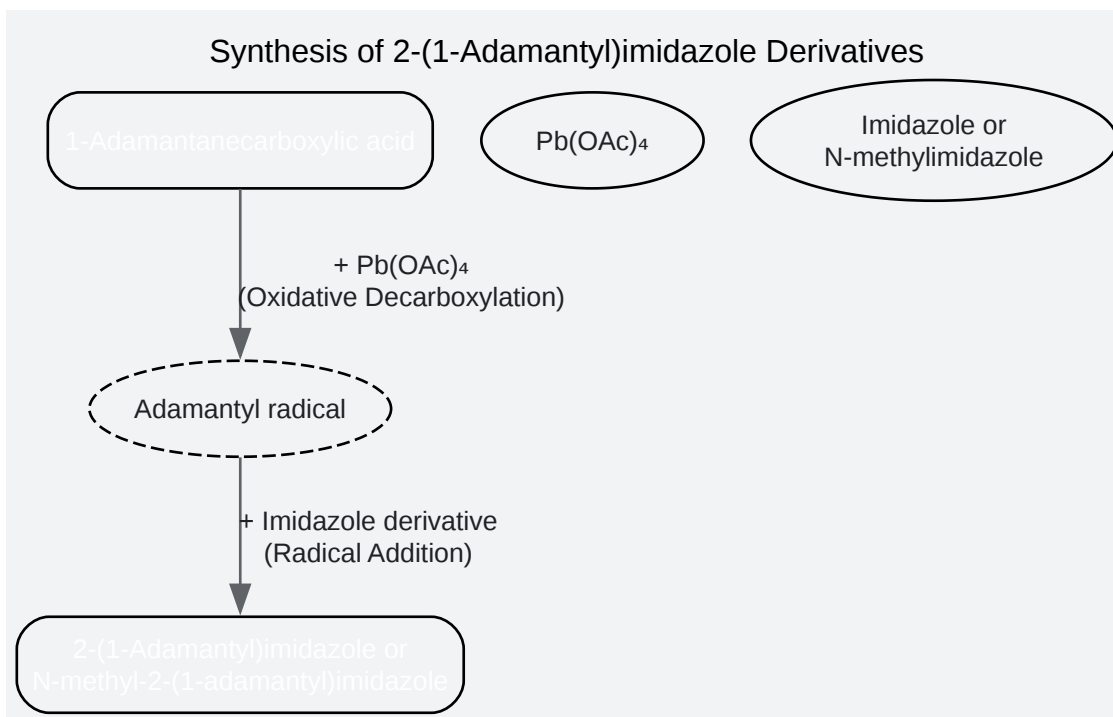 Synthesis of 2-(1-Adamantyl)imidazole Derivatives
1-Adamantanecarboxylic acid
Pb(OAc)₄
Imidazole or
N-methylimidazole
+ Pb(OAc)₄
(Oxidative Decarboxylation)
Adamantyl radical
+ Imidazole derivative
(Radical Addition)
2-(1-Adamantyl)imidazole or
N-methyl-2-(1-adamantyl)imidazole